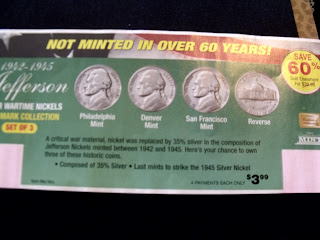 NOT MINTED IN OVER 60 YEARS!
1942-1945
Jefferson
R WARTIME NICKELS
MARK COLLECTION
SET OF 3
Philadelphia
Mint
Denver
Mint
San Francisco
Mint
Reverse
SAVE
60%
A critical war material, nickel was replaced by 35% silver in the composition of
Jefferson Nickels minted between 1942 and 1945. Here's your chance to own
three of these historic coins.
• Composed of 35% Silver • Last mints to strike the 1945 Silver Nickel
4 PAYMENTS EACH ONLY $3.99